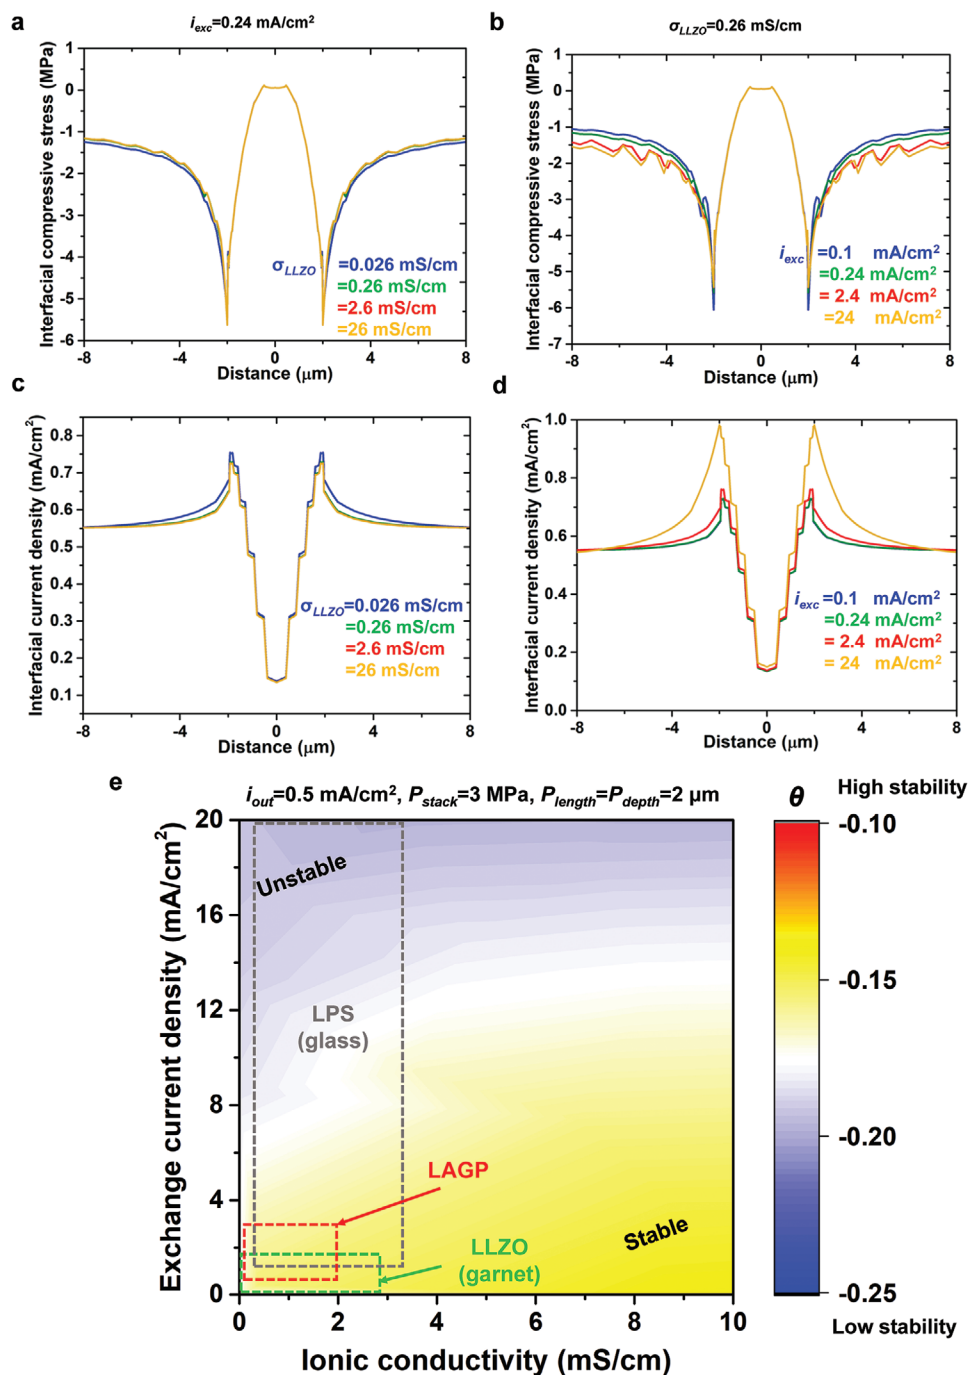 a
i_exc=0.24 mA/cm²
Interfacial compressive stress (MPa)
1
0
-1
-2
-3
-4
-5
-6
σ_LLZO =0.026 mS/cm
=0.26 mS/cm
=2.6 mS/cm
=26 mS/cm
-8 -4 0 4 8
Distance (μm)
b
σ_LLZO=0.26 mS/cm
Interfacial compressive stress (MPa)
1
0
-1
-2
-3
-4
-5
-6
-7
i_exc =0.1 mA/cm²
=0.24 mA/cm²
= 2.4 mA/cm²
= 24 mA/cm²
-8 -4 0 4 8
Distance (μm)
c
Interfacial current density (mA/cm²)
0.8
0.7
0.6
0.5
0.4
0.3
0.2
0.1
σ_LLZO=0.026 mS/cm
=0.26 mS/cm
=2.6 mS/cm
=26 mS/cm
-8 -4 0 4 8
Distance (μm)
d
Interfacial current density (mA/cm²)
1.0
0.8
0.6
0.4
0.2
0.0
i_exc=0.1 mA/cm²
=0.24 mA/cm²
= 2.4 mA/cm²
= 24 mA/cm²
-8 -4 0 4 8
Distance (μm)
e
i_out=0.5 mA/cm², P_stack=3 MPa, P_length=P_depth=2 μm
Exchange current density (mA/cm²)
20
16
12
8
4
0
Unstable
LPS
(glass)
LAGP
LLZO
(garnet)
Stable
0 2 4 6 8 10
Ionic conductivity (mS/cm)
θ
High stability
-0.10
-0.15
-0.20
-0.25
Low stability